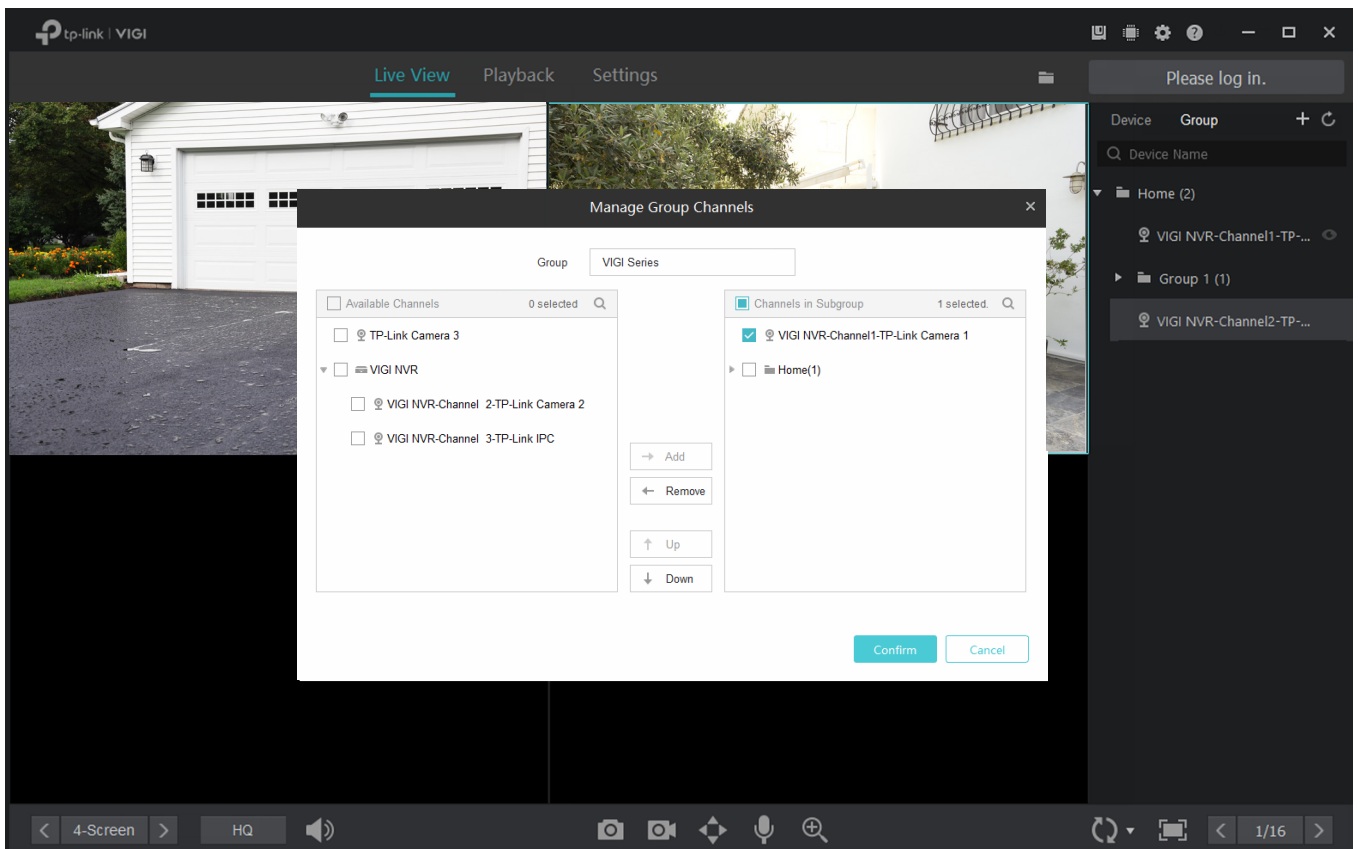 tp-link | VIGI
Live View Playback Settings
Please log in.
Device Group
Device Name
Home (2)
VIGI NVR-Channel1-TP-...
Group 1 (1)
VIGI NVR-Channel2-TP-...
Manage Group Channels
Group VIGI Series
Available Channels 0 selected
TP-Link Camera 3
VIGI NVR
VIGI NVR-Channel 2-TP-Link Camera 2
VIGI NVR-Channel 3-TP-Link IPC
Add
Remove
Up
Down
Channels in Subgroup 1 selected.
VIGI NVR-Channel1-TP-Link Camera 1
Home(1)
Confirm Cancel
4-Screen HQ 1/16